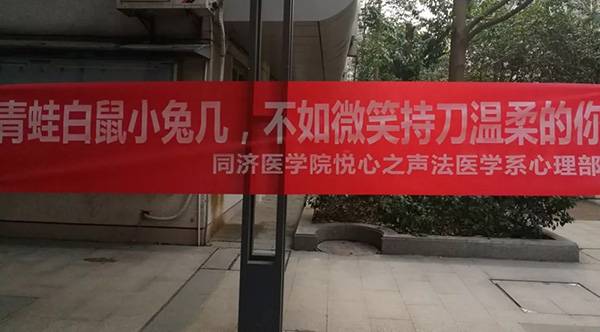 青蛙白鼠小兔几，不如微笑持刀温柔的你
同济医学院悦心之声法医学系心理部